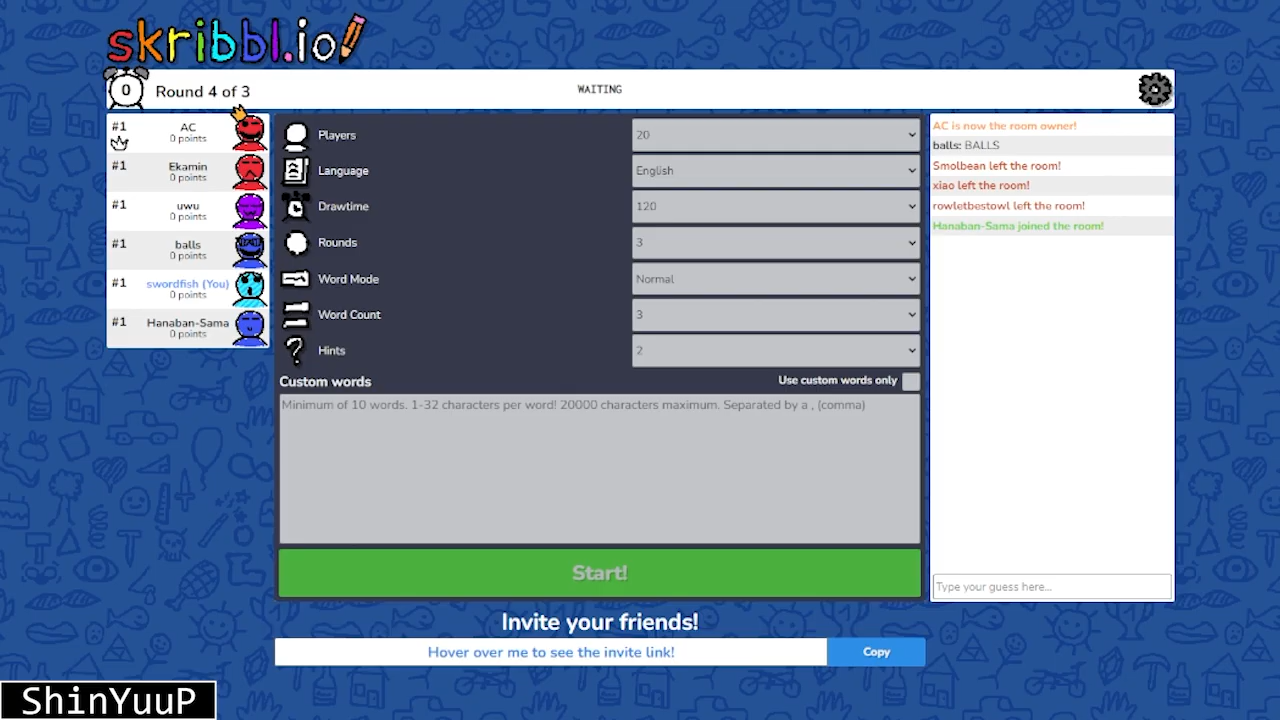 skribbl.io
0
Round 4 of 3
WAITING
#1
AC
0 points
#1
Ekamin
0 points
#1
uwu
0 points
#1
balls
0 points
#1
swordfish (You)
0 points
#1
Hanaban-Sama
0 points
Players
20
Language
English
Drawtime
120
Rounds
3
Word Mode
Normal
Word Count
3
Hints
2
Custom words
Use custom words only
Minimum of 10 words. 1-32 characters per word! 20000 characters maximum. Separated by a , (comma)
Start!
Invite your friends!
Hover over me to see the invite link!
Copy
AC is now the room owner!
balls: BALLS
Smolbean left the room!
xiao left the room!
rowletbestowl left the room!
Hanaban-Sama joined the room!
Type your guess here...
ShinYuuP